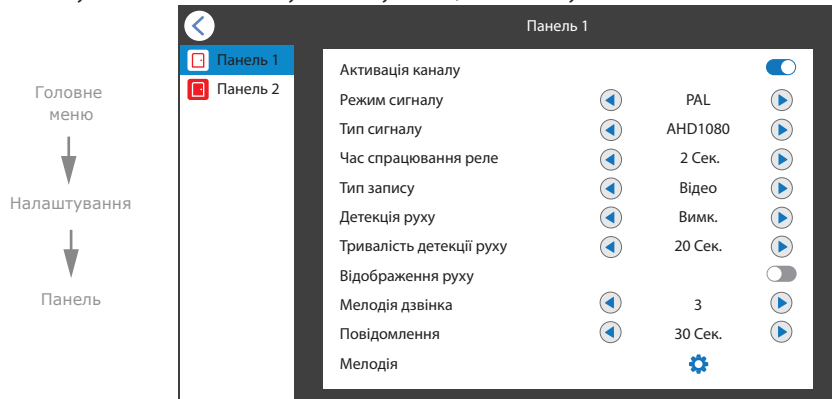 Панель 1
Панель 1
Панель 2
Головне
меню
Налаштування
Панель
Активація каналу
Режим сигналу PAL
Тип сигналу AHD1080
Час спрацювання реле 2 Сек.
Тип запису Відео
Детекція руху Вимк.
Тривалість детекції руху 20 Сек.
Відображення руху
Мелодія дзвінка 3
Повідомлення 30 Сек.
Мелодія